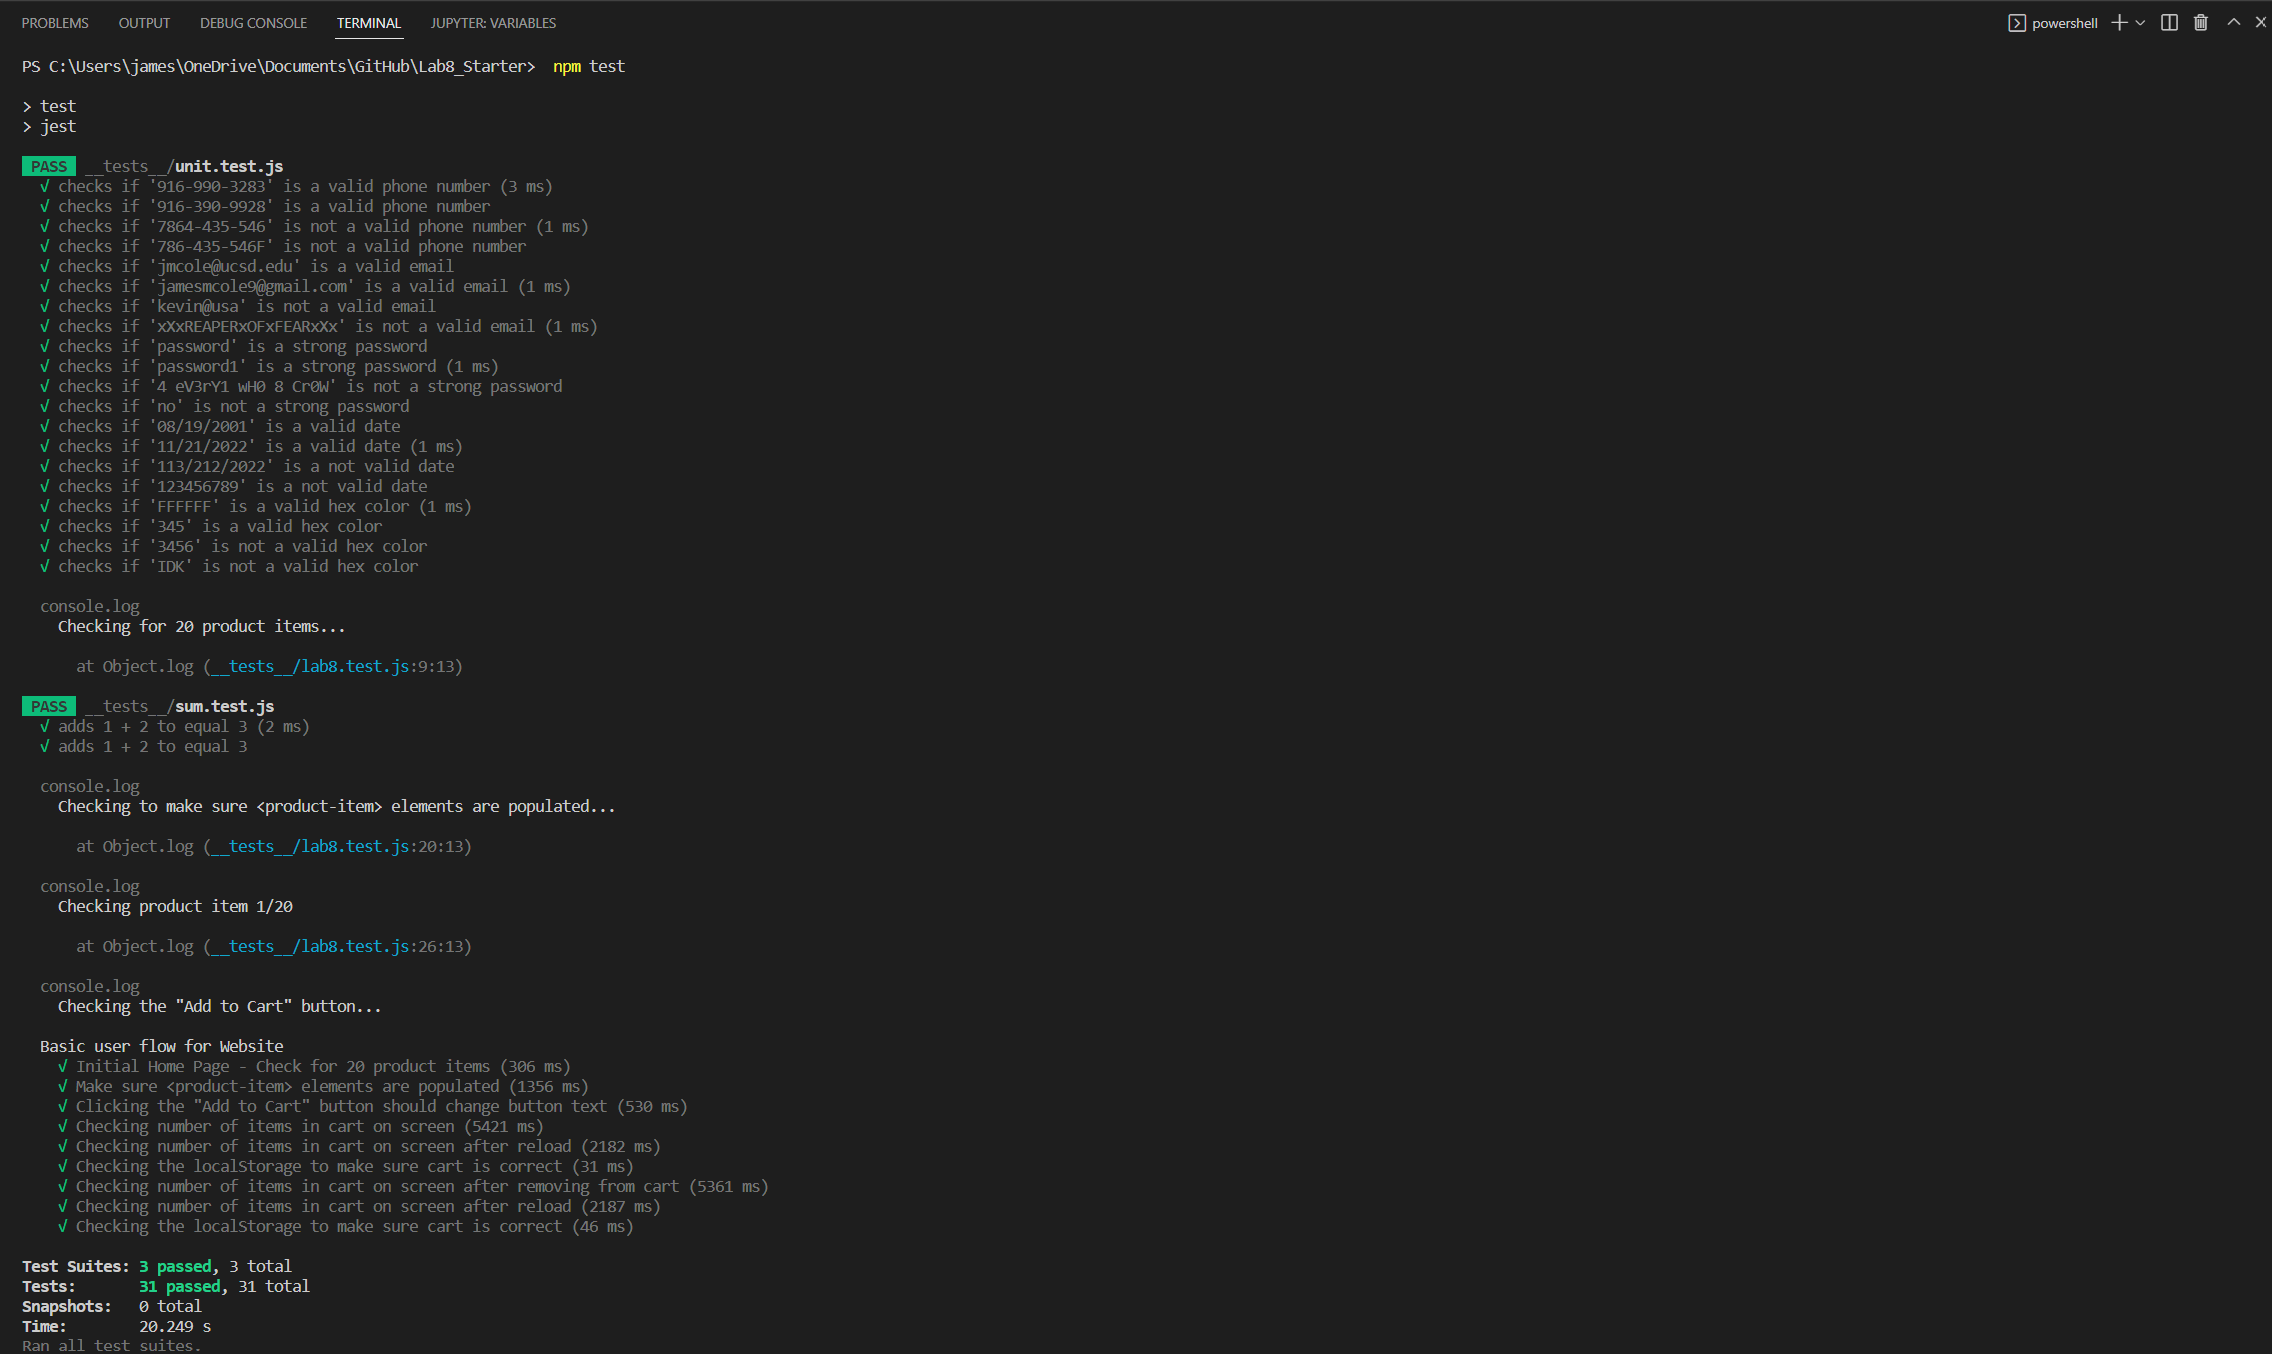 PROBLEMS OUTPUT DEBUG CONSOLE TERMINAL JUPYTER: VARIABLES powershell
PS C:\Users\james\OneDrive\Documents\GitHub\Lab8_Starter> npm test
> test
> jest
PASS __tests__/unit.test.js
√ checks if '916-990-3283' is a valid phone number (3 ms)
√ checks if '916-390-9928' is a valid phone number
√ checks if '7864-435-546' is not a valid phone number (1 ms)
√ checks if '786-435-546F' is not a valid phone number
√ checks if 'jmcole@ucsd.edu' is a valid email
√ checks if 'jamesmcole9@gmail.com' is a valid email (1 ms)
√ checks if 'kevin@usa' is not a valid email
√ checks if 'xXxREAPERxOFxFEARxXx' is not a valid email (1 ms)
√ checks if 'password' is a strong password
√ checks if 'password1' is a strong password (1 ms)
√ checks if '4 eV3rY1 wH0 8 Cr0W' is not a strong password
√ checks if 'no' is not a strong password
√ checks if '08/19/2001' is a valid date
√ checks if '11/21/2022' is a valid date (1 ms)
√ checks if '113/212/2022' is a not valid date
√ checks if '123456789' is a not valid date
√ checks if 'FFFFFF' is a valid hex color (1 ms)
√ checks if '345' is a valid hex color
√ checks if '3456' is not a valid hex color
√ checks if 'IDK' is not a valid hex color
console.log
Checking for 20 product items...
at Object.log (__tests__/lab8.test.js:9:13)
PASS __tests__/sum.test.js
√ adds 1 + 2 to equal 3 (2 ms)
√ adds 1 + 2 to equal 3
console.log
Checking to make sure <product-item> elements are populated...
at Object.log (__tests__/lab8.test.js:20:13)
console.log
Checking product item 1/20
at Object.log (__tests__/lab8.test.js:26:13)
console.log
Checking the "Add to Cart" button...
Basic user flow for Website
√ Initial Home Page - Check for 20 product items (306 ms)
√ Make sure <product-item> elements are populated (1356 ms)
√ Clicking the "Add to Cart" button should change button text (530 ms)
√ Checking number of items in cart on screen (5421 ms)
√ Checking number of items in cart on screen after reload (2182 ms)
√ Checking the localStorage to make sure cart is correct (31 ms)
√ Checking number of items in cart on screen after removing from cart (5361 ms)
√ Checking number of items in cart on screen after reload (2187 ms)
√ Checking the localStorage to make sure cart is correct (46 ms)
Test Suites: 3 passed, 3 total
Tests: 31 passed, 31 total
Snapshots: 0 total
Time: 20.249 s
Ran all test suites.